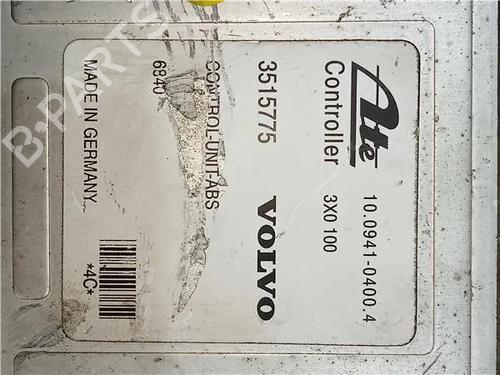 Ate
Controller
10.0941-0400.4
3X0 100
3515775
VOLVO
CONTROL-UNIT-ABS
6840
MADE IN GERMANY
*4C*
B-PARTS